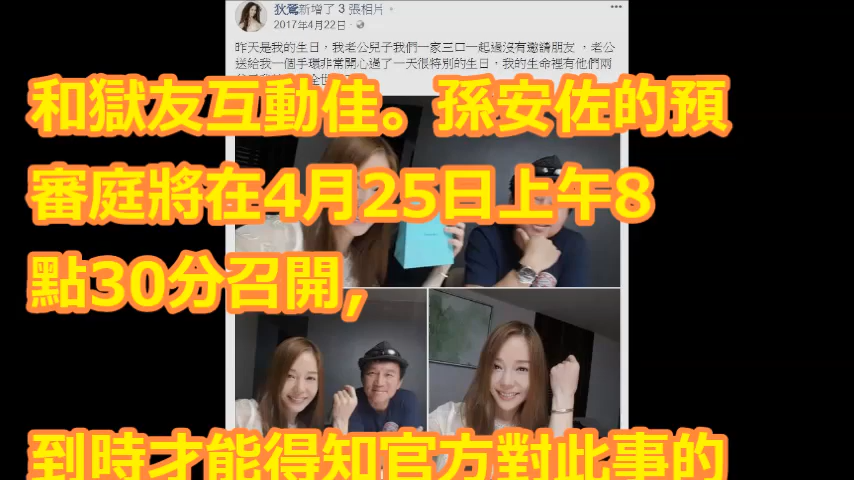 狄鶯新增了 3 張相片。
2017年4月22日
昨天是我的生日，我老公兒子我們一家三口一起過沒有邀請朋友，老公
送給我一個手環非常開心過了一天很特別的生日，我的生命裡有他們兩
和獄友互動佳。孫安佐的預
審庭將在4月25日上午8
點30分召開，
到時才能得知官方對此事的